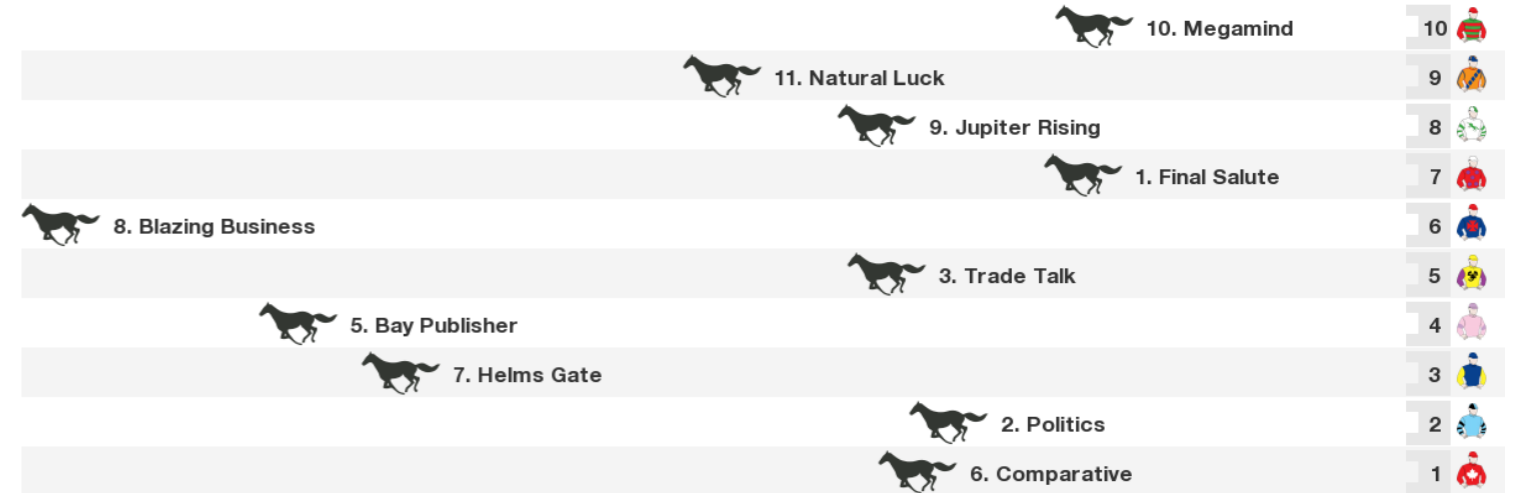 10. Megamind 10
11. Natural Luck 9
9. Jupiter Rising 8
1. Final Salute 7
8. Blazing Business 6
3. Trade Talk 5
5. Bay Publisher 4
7. Helms Gate 3
2. Politics 2
6. Comparative 1